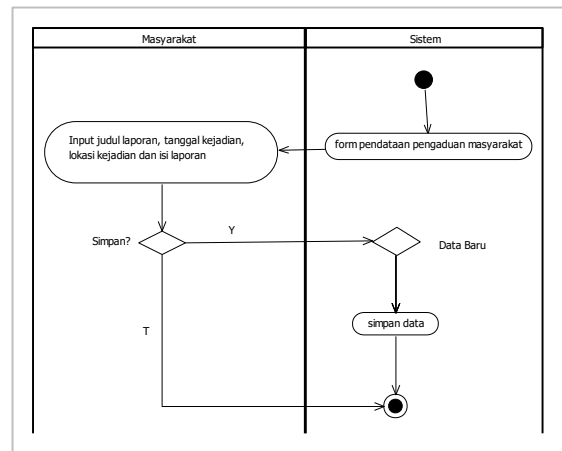 Masyarakat
Sistem
form pendataan pengaduan masyarakat
Input judul laporan, tanggal kejadian,
lokasi kejadian dan isi laporan
Simpan?
Y
Data Baru
T
simpan data